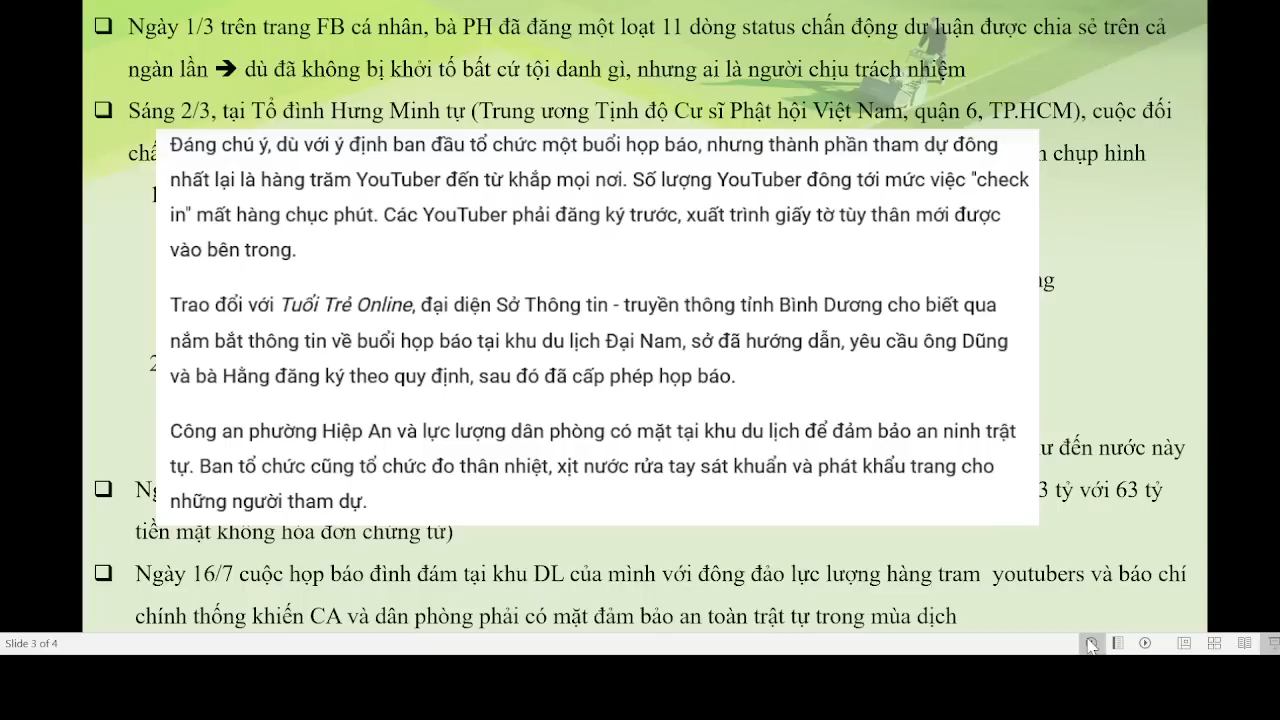 ❑ Ngày 1/3 trên trang FB cá nhân, bà PH đã đăng một loạt 11 dòng status chấn động dư luận được chia sẻ trên cả
ngàn lần ➔ dù đã không bị khởi tố bất cứ tội danh gì, nhưng ai là người chịu trách nhiệm
❑ Sáng 2/3, tại Tổ đình Hưng Minh tự (Trung ương Tịnh độ Cư sĩ Phật hội Việt Nam, quận 6, TP.HCM), cuộc đối
chụp hình
Đáng chú ý, dù với ý định ban đầu tổ chức một buổi họp báo, nhưng thành phần tham dự đông
nhất lại là hàng trăm YouTuber đến từ khắp mọi nơi. Số lượng YouTuber đông tới mức việc "check
in" mất hàng chục phút. Các YouTuber phải đăng ký trước, xuất trình giấy tờ tùy thân mới được
vào bên trong.
Trao đổi với Tuổi Trẻ Online, đại diện Sở Thông tin - truyền thông tỉnh Bình Dương cho biết qua
nắm bắt thông tin về buổi họp báo tại khu du lịch Đại Nam, sở đã hướng dẫn, yêu cầu ông Dũng
và bà Hằng đăng ký theo quy định, sau đó đã cấp phép họp báo.
Công an phường Hiệp An và lực lượng dân phòng có mặt tại khu du lịch để đảm bảo an ninh trật
tự. Ban tổ chức cũng tổ chức đo thân nhiệt, xịt nước rửa tay sát khuẩn và phát khẩu trang cho
những người tham dự.
đến nước này
❑ 3 tỷ với 63 tỷ
tiền mặt không hóa đơn chứng từ)
❑ Ngày 16/7 cuộc họp báo đình đám tại khu DL của mình với đông đảo lực lượng hàng tram youtubers và báo chí
chính thống khiến CA và dân phòng phải có mặt đảm bảo an toàn trật tự trong mùa dịch
Slide 3 of 4